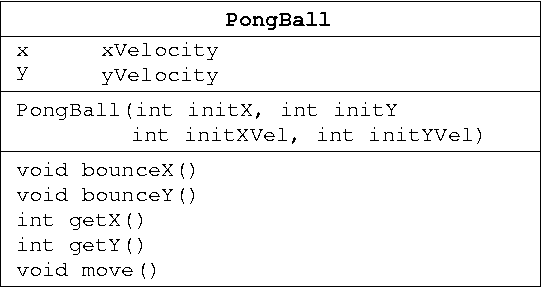 PongBall
x xVelocity
y yVelocity
PongBall(int initX, int initY
int initXVel, int initYVel)
void bounceX()
void bounceY()
int getX()
int getY()
void move()